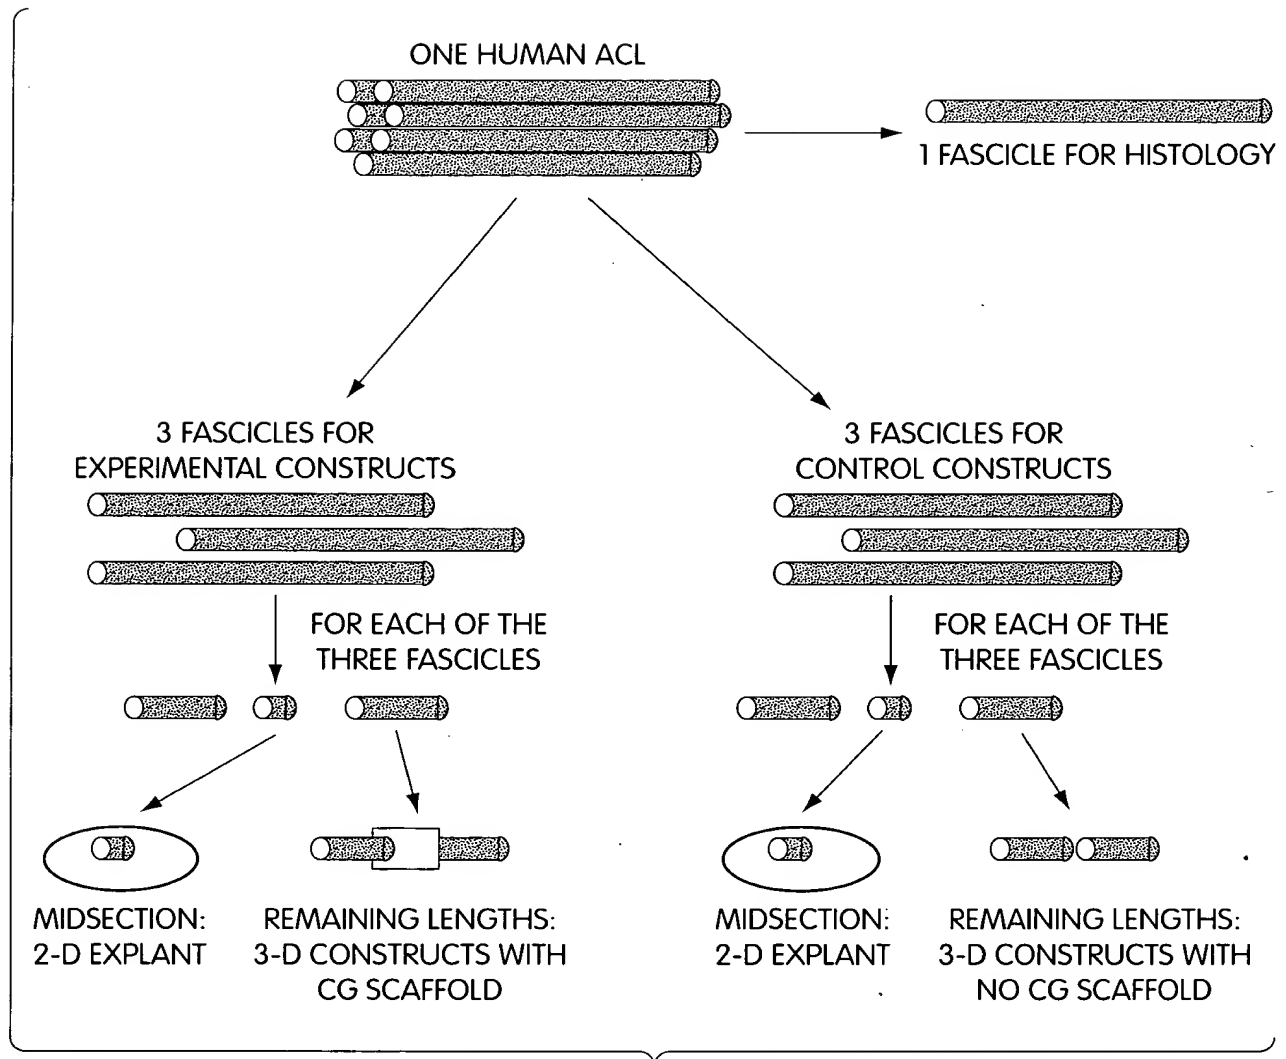 ONE HUMAN ACL
1 FASCICLE FOR HISTOLOGY
3 FASCICLES FOR
EXPERIMENTAL CONSTRUCTS
3 FASCICLES FOR
CONTROL CONSTRUCTS
FOR EACH OF THE
THREE FASCICLES
FOR EACH OF THE
THREE FASCICLES
MIDSECTION:
2-D EXPLANT
REMAINING LENGTHS:
3-D CONSTRUCTS WITH
CG SCAFFOLD
MIDSECTION:
2-D EXPLANT
REMAINING LENGTHS:
3-D CONSTRUCTS WITH
NO CG SCAFFOLD